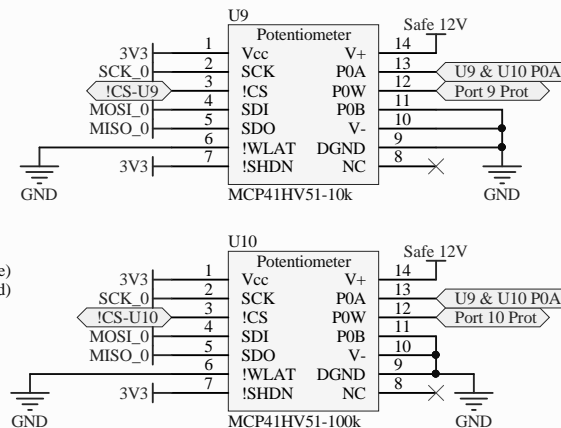 U9
Potentiometer
Safe 12V
3V3 1 Vcc V+ 14
SCK_0 2 SCK P0A 13 U9 & U10 P0A
!CS-U9 3 !CS P0W 12 Port 9 Prot
MOSI_0 4 SDI P0B 11
MISO_0 5 SDO V- 10
6 !WLAT DGND 9
3V3 7 !SHDN NC 8
GND GND
MCP41HV51-10k
U10
Potentiometer
Safe 12V
3V3 1 Vcc V+ 14
SCK_0 2 SCK P0A 13 U9 & U10 P0A
!CS-U10 3 !CS P0W 12 Port 10 Prot
MOSI_0 4 SDI P0B 11
MISO_0 5 SDO V- 10
6 !WLAT DGND 9
3V3 7 !SHDN NC 8
GND GND
MCP41HV51-100k